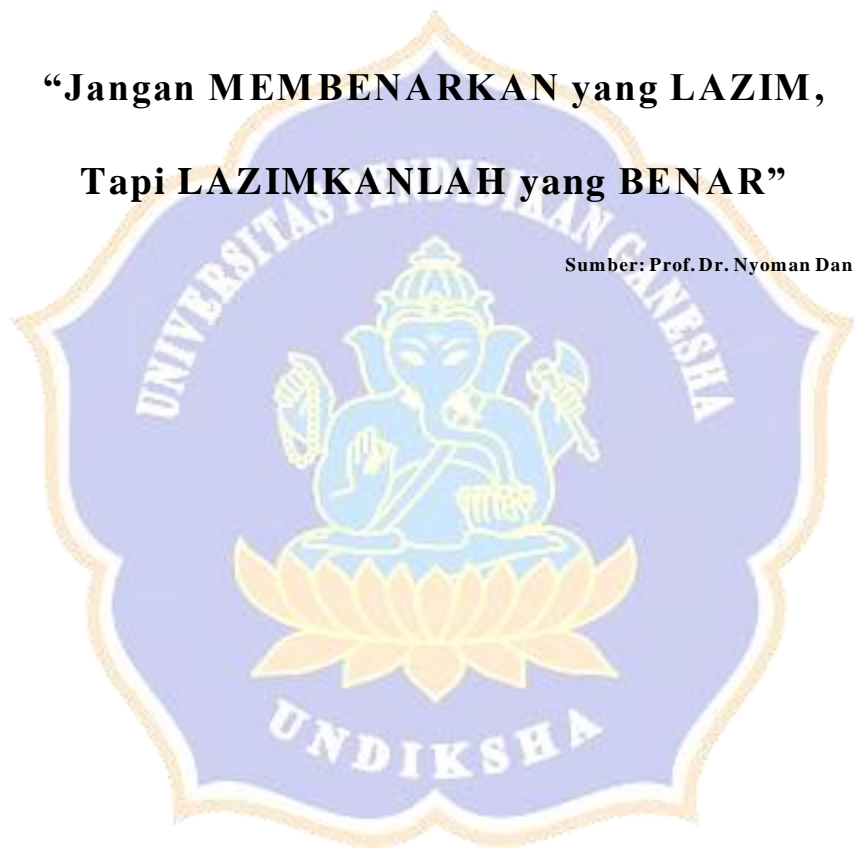 “Jangan MEMBENARKAN yang LAZIM,
Tapi LAZIMKANLAH yang BENAR”
Sumber: Prof. Dr. Nyoman Dan
UNIVERSITAS PENDIDIKAN GANESHA
UNDIKSHA